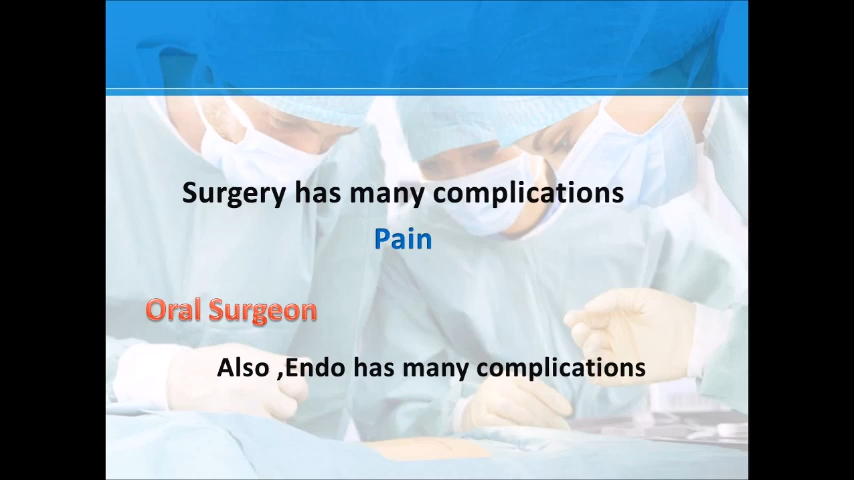 Surgery has many complications
Pain
Oral Surgeon
Also ,Endo has many complications